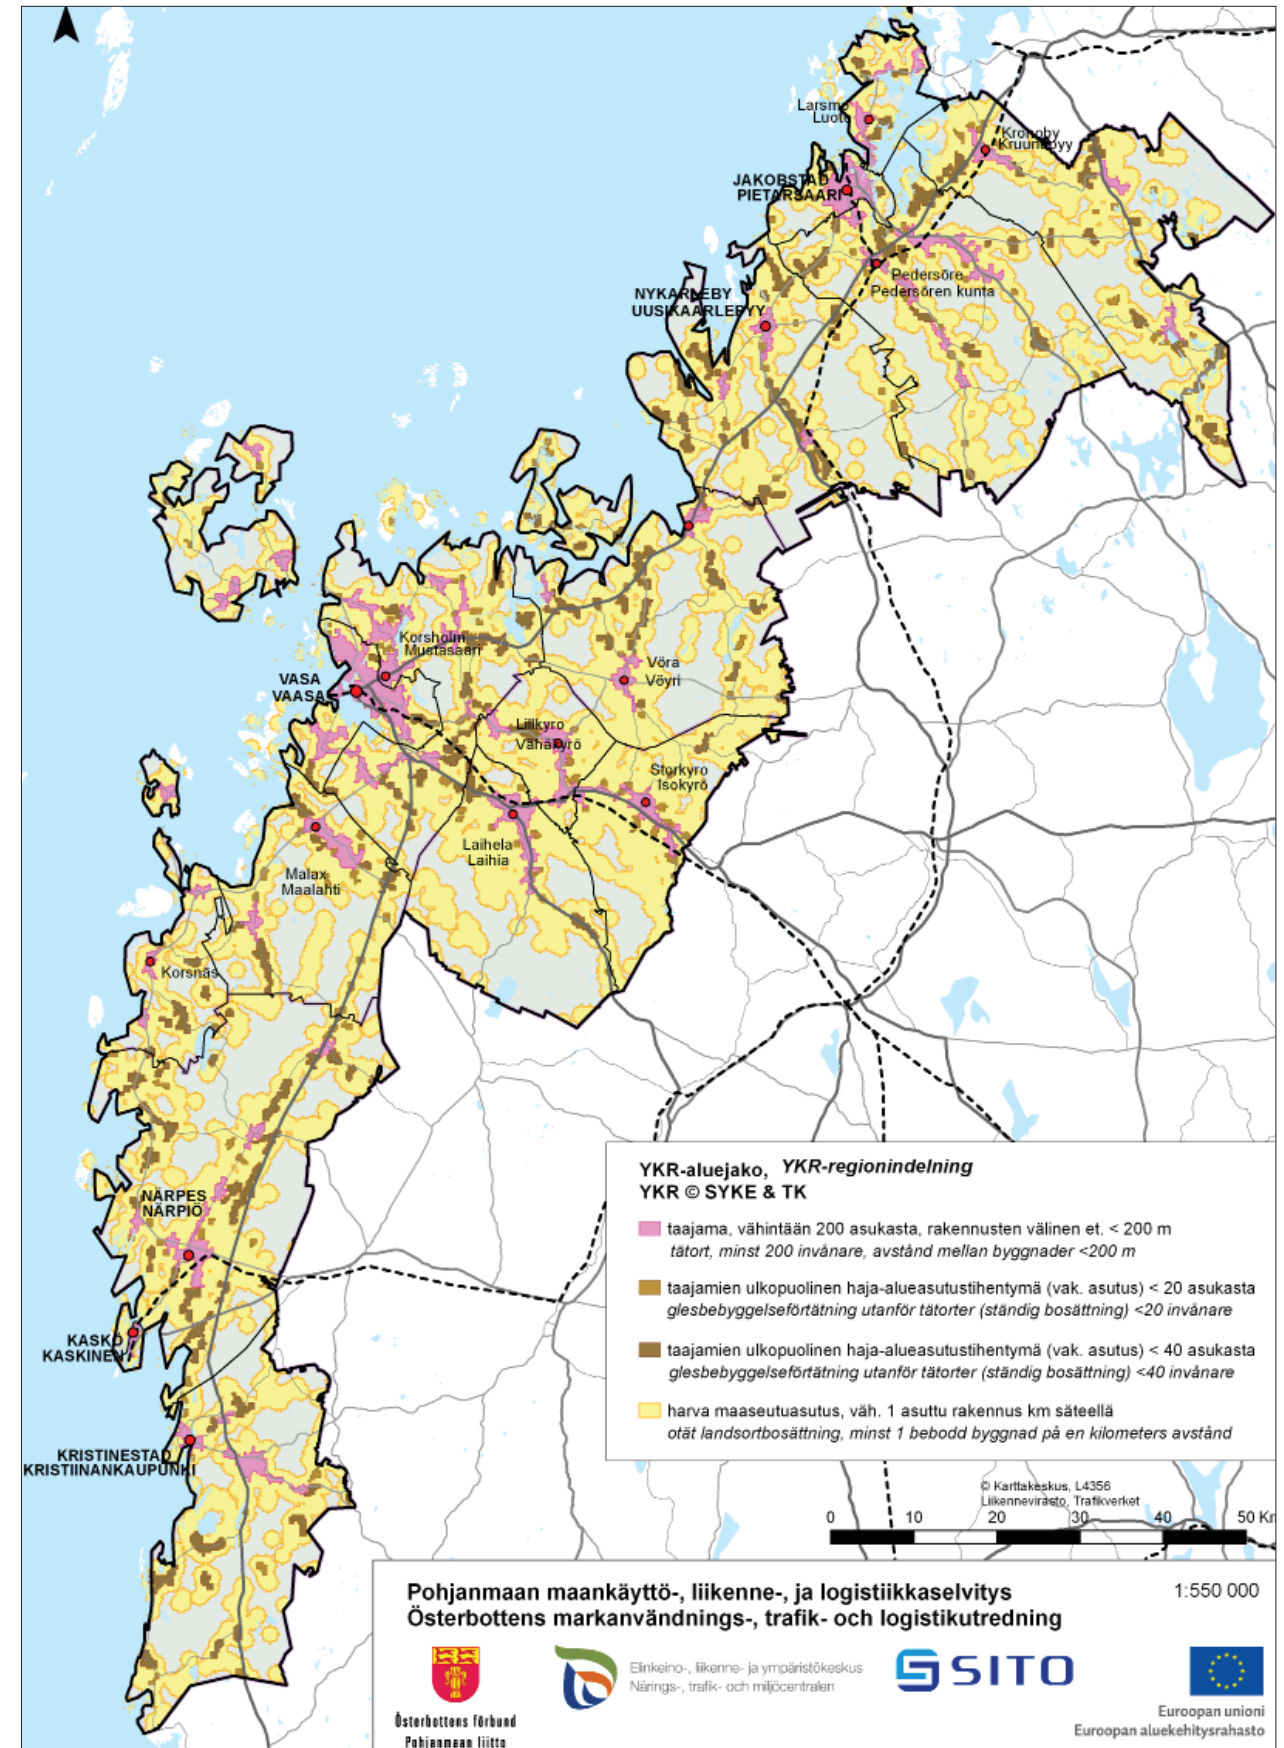 Larsmo
Luoto
Kronoby
Kruunupyy
JAKOBSTAD
PIETARSAARI
Pedersöre
Pedersören kunta
NYKARLEBY
UUSIKAARLEPYY
Korsholm
Mustasaari
Vöra
Vöyri
VASA
VAASA
Lillkyro
Vähäkyrö
Storkyro
Isokyrö
Laihela
Laihia
Malax
Maalahti
Korsnäs
NÄRPES
NÄRPIÖ
KASKÖ
KASKINEN
KRISTINESTAD
KRISTIINANKAUPUNKI
YKR-aluejako, YKR-regionindelning
YKR © SYKE & TK
taajama, vähintään 200 asukasta, rakennusten välinen et. < 200 m
tätort, minst 200 invånare, avstånd mellan byggnader <200 m
taajamien ulkopuolinen haja-alueasutustihentymä (vak. asutus) < 20 asukasta
glesbebyggelseförtätning utanför tätorter (ständig bosättning) <20 invånare
taajamien ulkopuolinen haja-alueasutustihentymä (vak. asutus) < 40 asukasta
glesbebyggelseförtätning utanför tätorter (ständig bosättning) <40 invånare
harva maaseutuasutus, väh. 1 asuttu rakennus km säteellä
otät landsortbosättning, minst 1 bebodd byggnad på en kilometers avstånd
© Karttakeskus, L4356
Liikennevirasto, Trafikverket
0 10 20 30 40 50 Km
Pohjanmaan maankäyttö-, liikenne-, ja logistiikkaselvitys
1:550 000
Österbottens markanvändnings-, trafik- och logistikutredning
Elinkeino-, liikenne- ja ympäristökeskus
Närings-, trafik- och miljöcentralen
SITO
Österbottens förbund
Pohjanmaan liitto
Euroopan unioni
Euroopan aluekehitysrahasto